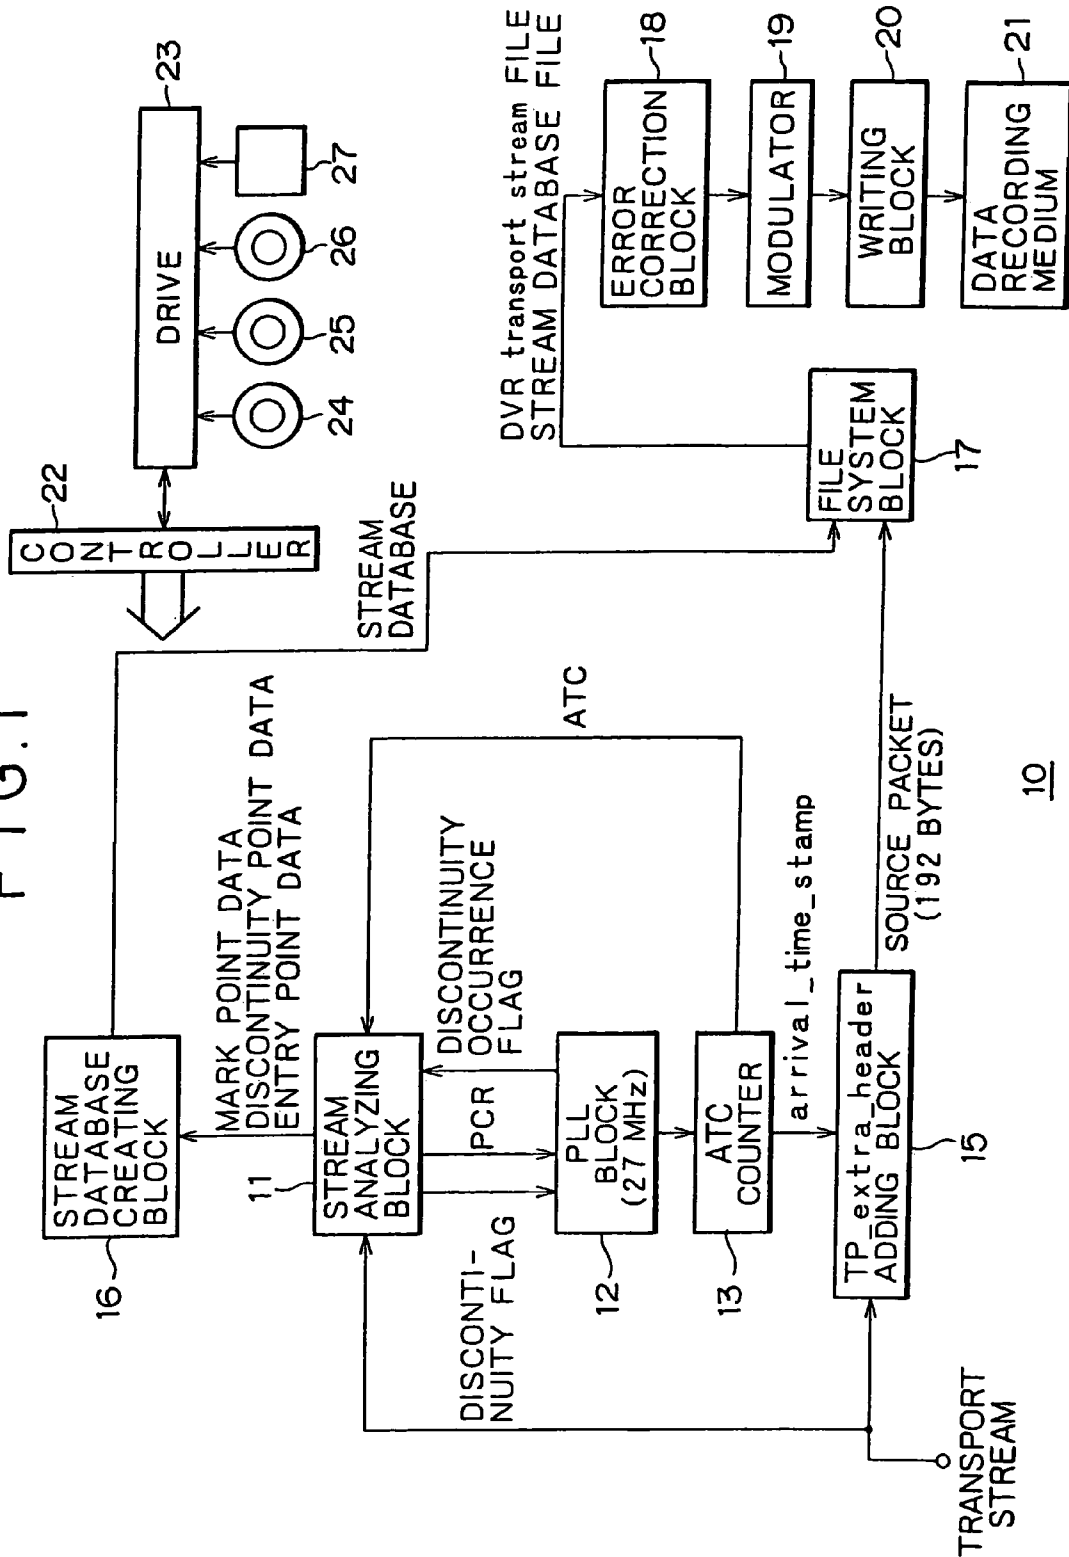 FIG.1
STREAM
DATABASE
CREATING
BLOCK
16
MARK POINT DATA
DISCONTINUITY POINT DATA
ENTRY POINT DATA
STREAM
DATABASE
CONTROLLER
22
DRIVE
23
24
25
26
27
11
STREAM
ANALYZING
BLOCK
DISCONTI-
NUITY FLAG
PCR
DISCONTINUITY
OCCURRENCE
FLAG
ATC
12
PLL
BLOCK
(27 MHz)
13
ATC
COUNTER
arrival_time_stamp
TP_extra_header
ADDING BLOCK
15
TRANSPORT
STREAM
SOURCE PACKET
(192 BYTES)
FILE
SYSTEM
BLOCK
17
DVR transport stream FILE
STREAM DATABASE FILE
ERROR
CORRECTION
BLOCK
18
MODULATOR
19
WRITING
BLOCK
20
DATA
RECORDING
MEDIUM
21
10